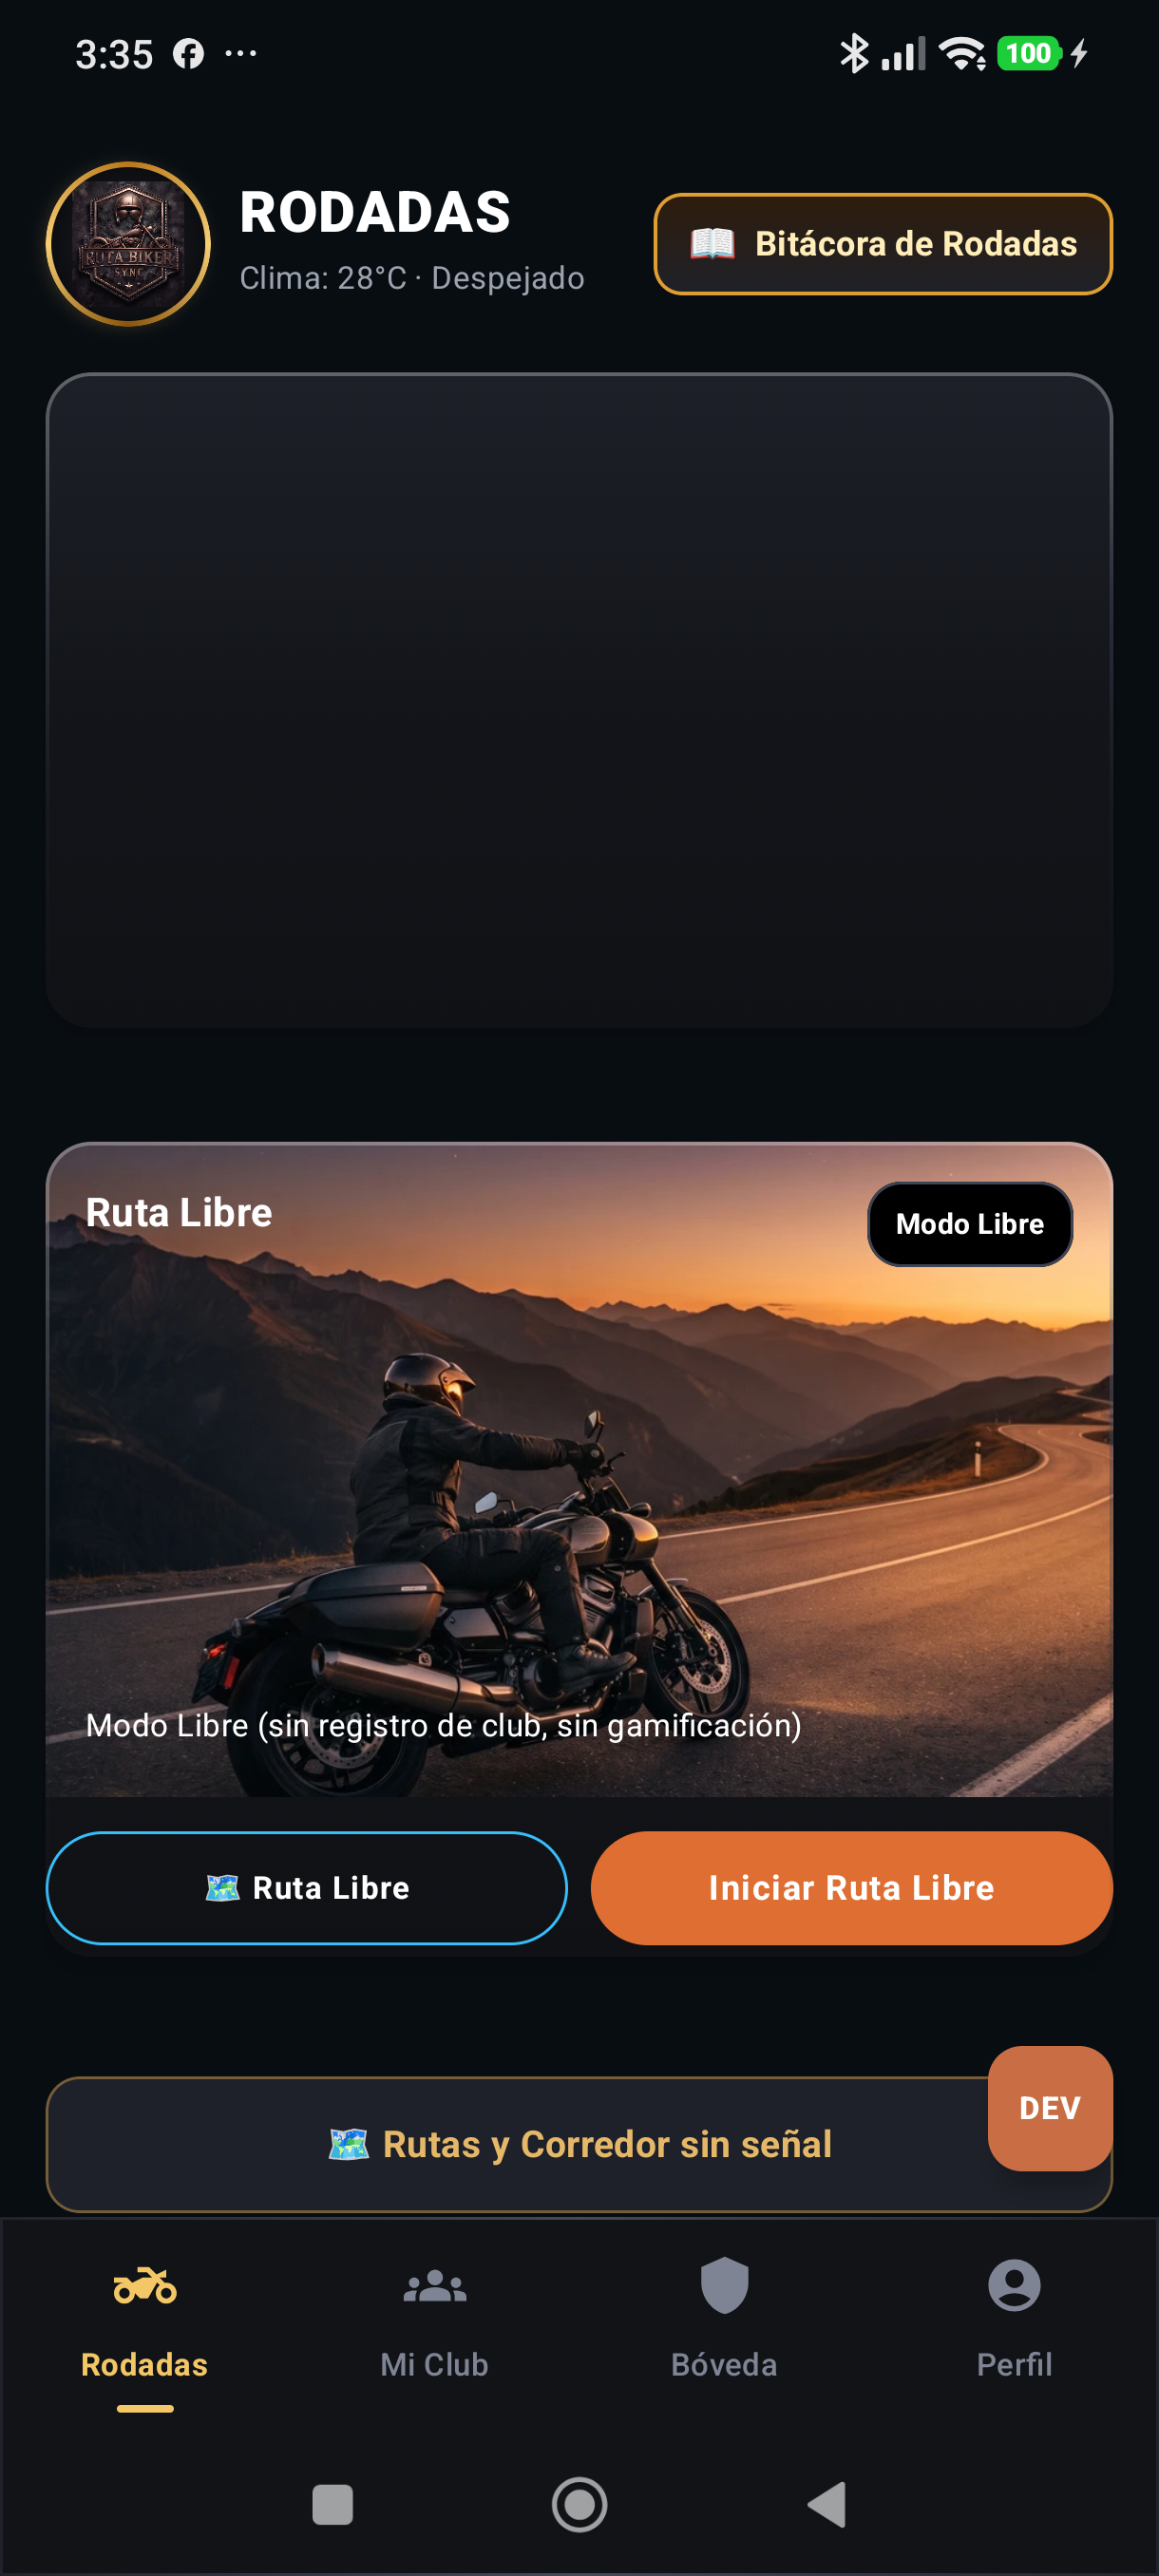 3:35
100
RUTA BIKER
SYNC
RODADAS
Clima: 28°C · Despejado
Bitácora de Rodadas
Ruta Libre
Modo Libre
Modo Libre (sin registro de club, sin gamificación)
Ruta Libre
Iniciar Ruta Libre
DEV
Rutas y Corredor sin señal
Rodadas
Mi Club
Bóveda
Perfil